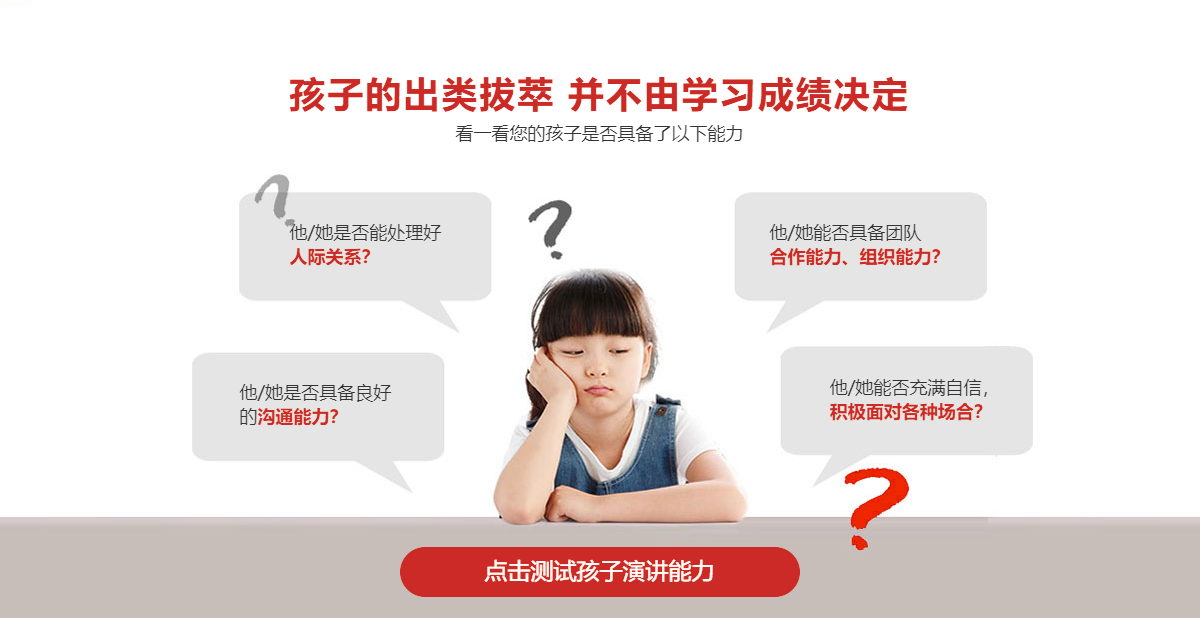 孩子的出类拔萃 并不由学习成绩决定
看一看您的孩子是否具备了以下能力
他/她是否能处理好
人际关系?
他/她能否具备团队
合作能力、组织能力?
他/她是否具备良好
的沟通能力?
他/她能否充满自信,
积极面对各种场合?
点击测试孩子演讲能力